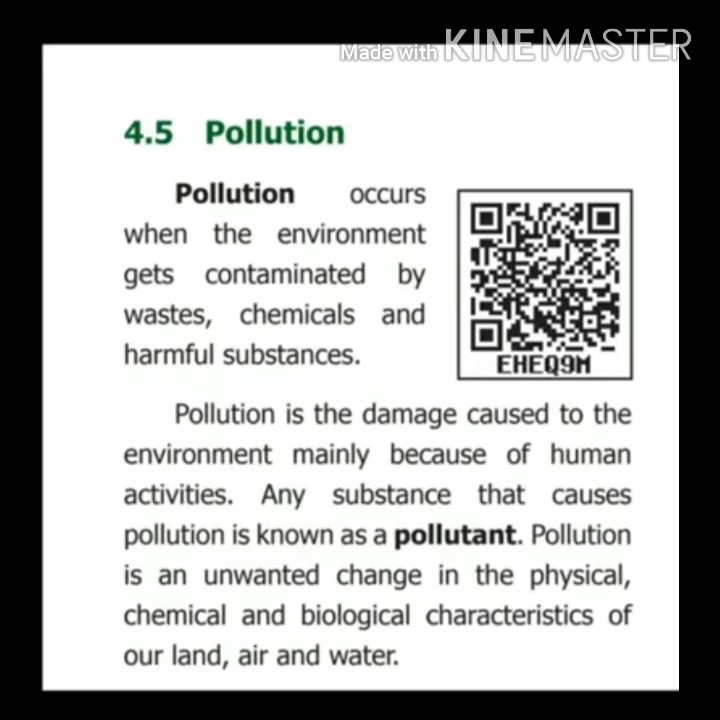 Made with KINEMASTER
4.5 Pollution
Pollution occurs
when the environment
gets contaminated by
wastes, chemicals and
harmful substances.
EHEQ9M
Pollution is the damage caused to the
environment mainly because of human
activities. Any substance that causes
pollution is known as a pollutant. Pollution
is an unwanted change in the physical,
chemical and biological characteristics of
our land, air and water.